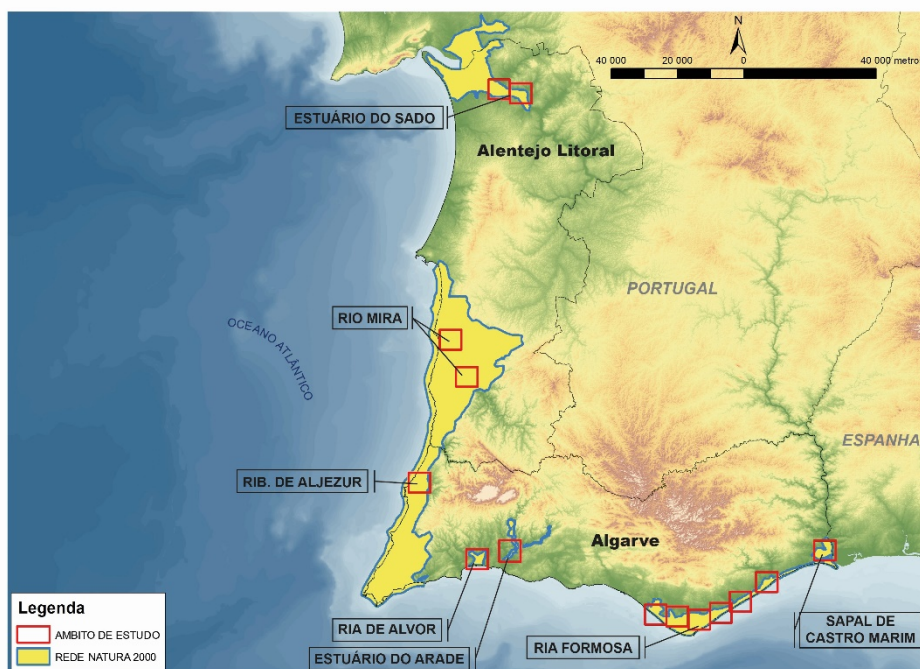 N
40 000 20 000 0 40 000 metro
ESTUÁRIO DO SADO
Alentejo Litoral
PORTUGAL
RIO MIRA
OCEANO ATLÂNTICO
ESPANHA
RIB. DE ALJEZUR
Algarve
Legenda
AMBITO DE ESTUDO
REDE NATURA 2000
RIA DE ALVOR
ESTUÁRIO DO ARADE
RIA FORMOSA
SAPAL DE
CASTRO MARIM